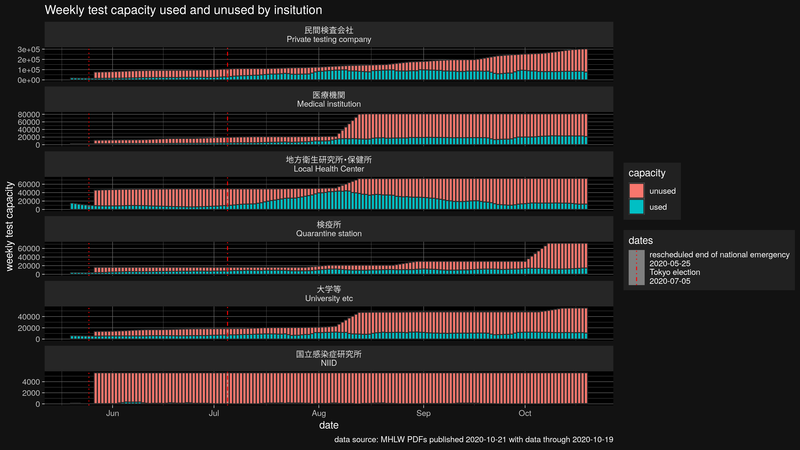 Weekly test capacity used and unused by insitution
民間検査会社
Private testing company
3e+05
2e+05
1e+05
0e+00
医療機関
Medical institution
80000
60000
40000
20000
0
地方衛生研究所・保健所
Local Health Center
60000
40000
20000
0
検疫所
Quarantine station
60000
40000
20000
0
大学等
University etc
40000
20000
0
国立感染症研究所
NIID
4000
2000
0
Jun Jul Aug Sep Oct
date
weekly test capacity
capacity
unused
used
dates
rescheduled end of national emergency
2020-05-25
Tokyo election
2020-07-05
data source: MHLW PDFs published 2020-10-21 with data through 2020-10-19